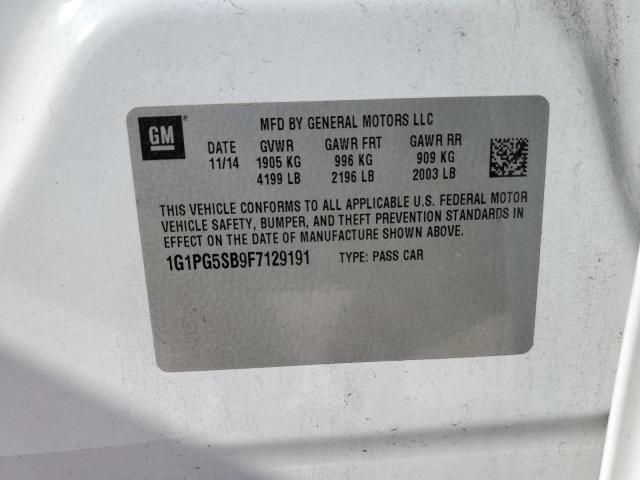 GM
MFD BY GENERAL MOTORS LLC
DATE GVWR GAWR FRT GAWR RR
11/14 1905 KG 996 KG 909 KG
4199 LB 2196 LB 2003 LB
THIS VEHICLE CONFORMS TO ALL APPLICABLE U.S. FEDERAL MOTOR
VEHICLE SAFETY, BUMPER, AND THEFT PREVENTION STANDARDS IN
EFFECT ON THE DATE OF MANUFACTURE SHOWN ABOVE.
1G1PG5SB9F7129191 TYPE: PASS CAR